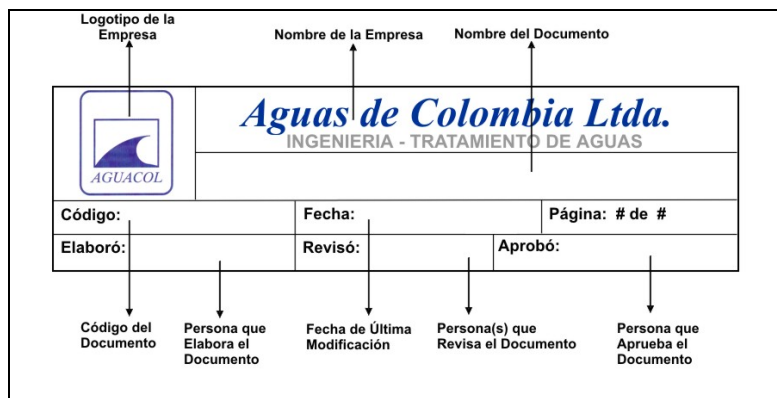 Logotipo de la
Empresa
Nombre de la Empresa
Nombre del Documento
Aguas de Colombia Ltda.
INGENIERIA - TRATAMIENTO DE AGUAS
AGUACOL
Código:
Fecha:
Página: # de #
Elaboró:
Revisó:
Aprobó:
Código del
Documento
Persona que
Elabora el
Documento
Fecha de Última
Modificación
Persona(s) que
Revisa el Documento
Persona que
Aprueba el
Documento